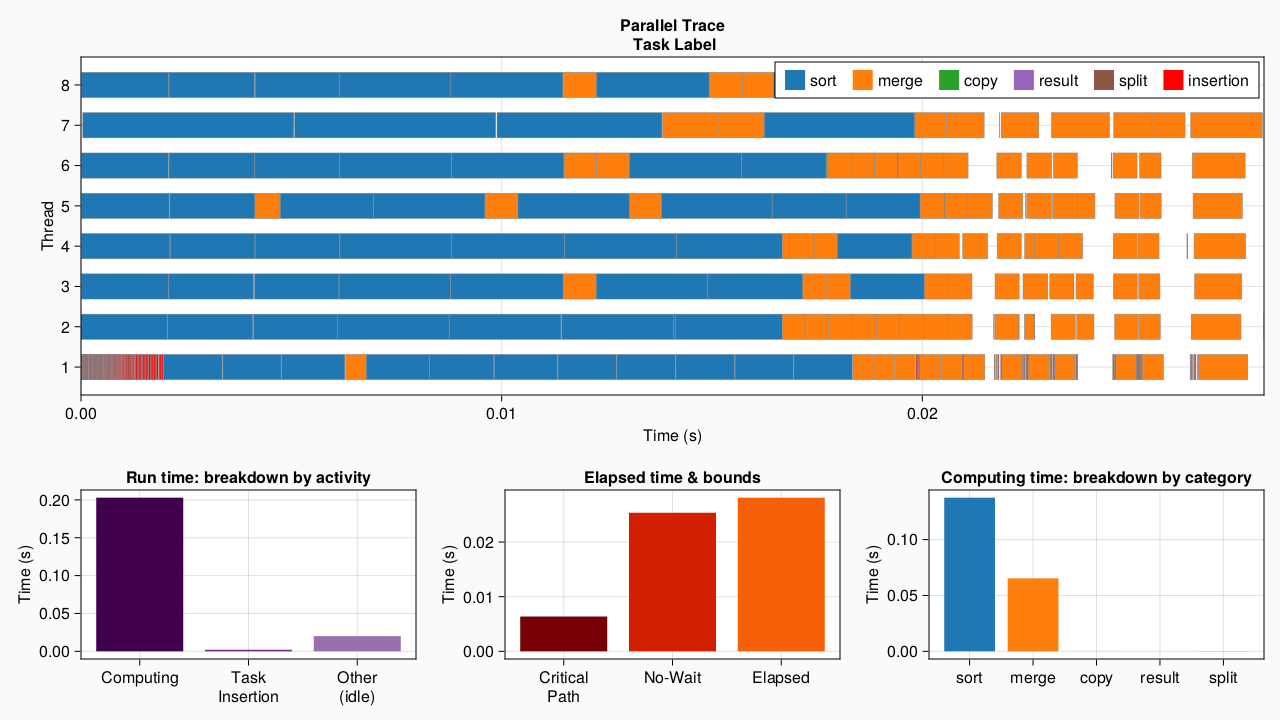 Parallel Trace
Task Label
sort merge copy result split insertion
Thread
8
7
6
5
4
3
2
1
0.00 0.01 0.02
Time (s)
Run time: breakdown by activity
Time (s)
0.20
0.15
0.10
0.05
0.00
Computing Task Insertion Other (idle)
Elapsed time & bounds
Time (s)
0.02
0.01
0.00
Critical Path No-Wait Elapsed
Computing time: breakdown by category
Time (s)
0.10
0.05
0.00
sort merge copy result split